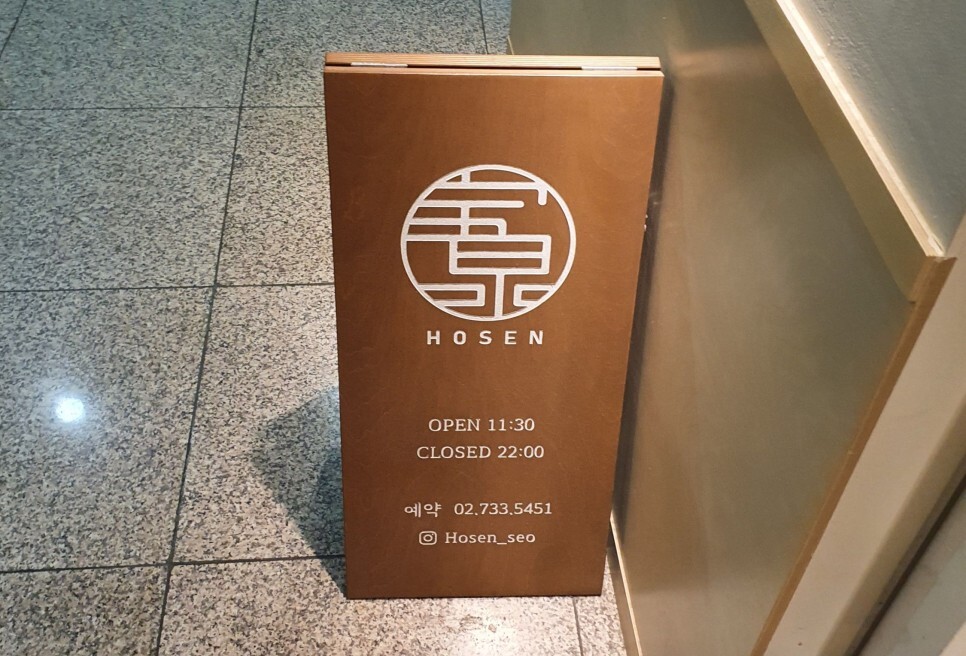 HOSEN
OPEN 11:30
CLOSED 22:00
예약 02.733.5451
Hosen_seo